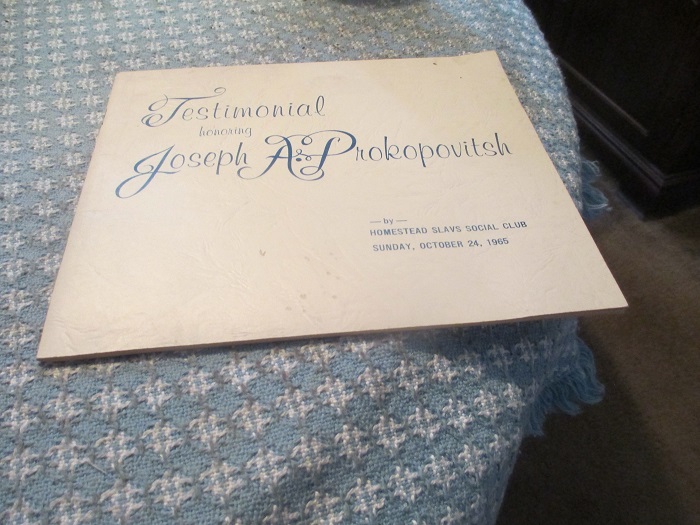 Testimonial
honoring
Joseph A. Prokopovitsh
— by —
HOMESTEAD SLAVS SOCIAL CLUB
SUNDAY, OCTOBER 24, 1965